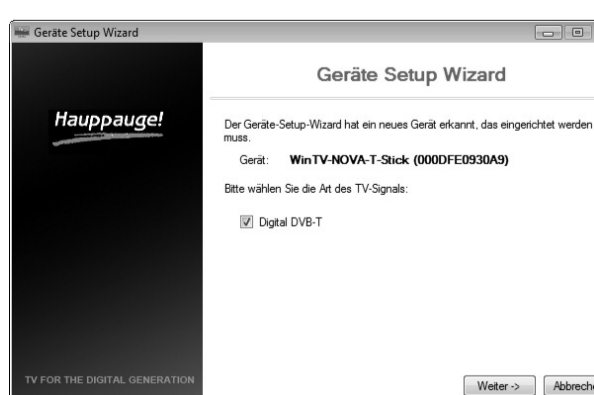 Geräte Setup Wizard
Geräte Setup Wizard
Hauppauge!
Der Geräte-Setup-Wizard hat ein neues Gerät erkannt, das eingerichtet werden
muss.
Gerät: WinTV-NOVA-T-Stick (000DFE0930A9)
Bitte wählen Sie die Art des TV-Signals:
Digital DVB-T
TV FOR THE DIGITAL GENERATION
Weiter -> Abbreche